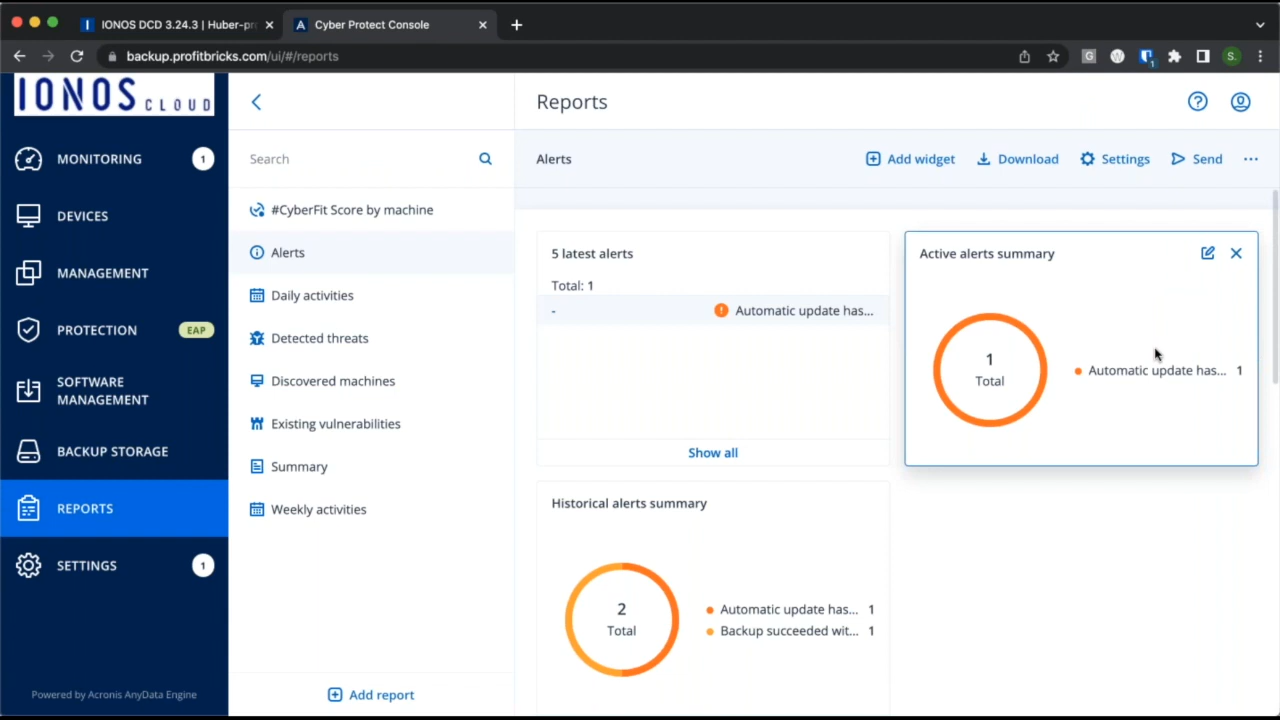 IONOS DCD 3.24.3 | Huber-pr
Cyber Protect Console
backup.profitbricks.com/ui/#/reports
G
1
S.
IONOS CLOUD
MONITORING
1
DEVICES
MANAGEMENT
PROTECTION
EAP
SOFTWARE
MANAGEMENT
BACKUP STORAGE
REPORTS
SETTINGS
1
Powered by Acronis AnyData Engine
Search
#CyberFit Score by machine
Alerts
Daily activities
Detected threats
Discovered machines
Existing vulnerabilities
Summary
Weekly activities
Add report
Reports
Alerts
Add widget
Download
Settings
Send
5 latest alerts
Total: 1
-
Automatic update has...
Show all
Active alerts summary
1
Total
Automatic update has... 1
Historical alerts summary
2
Total
Automatic update has... 1
Backup succeeded wit... 1